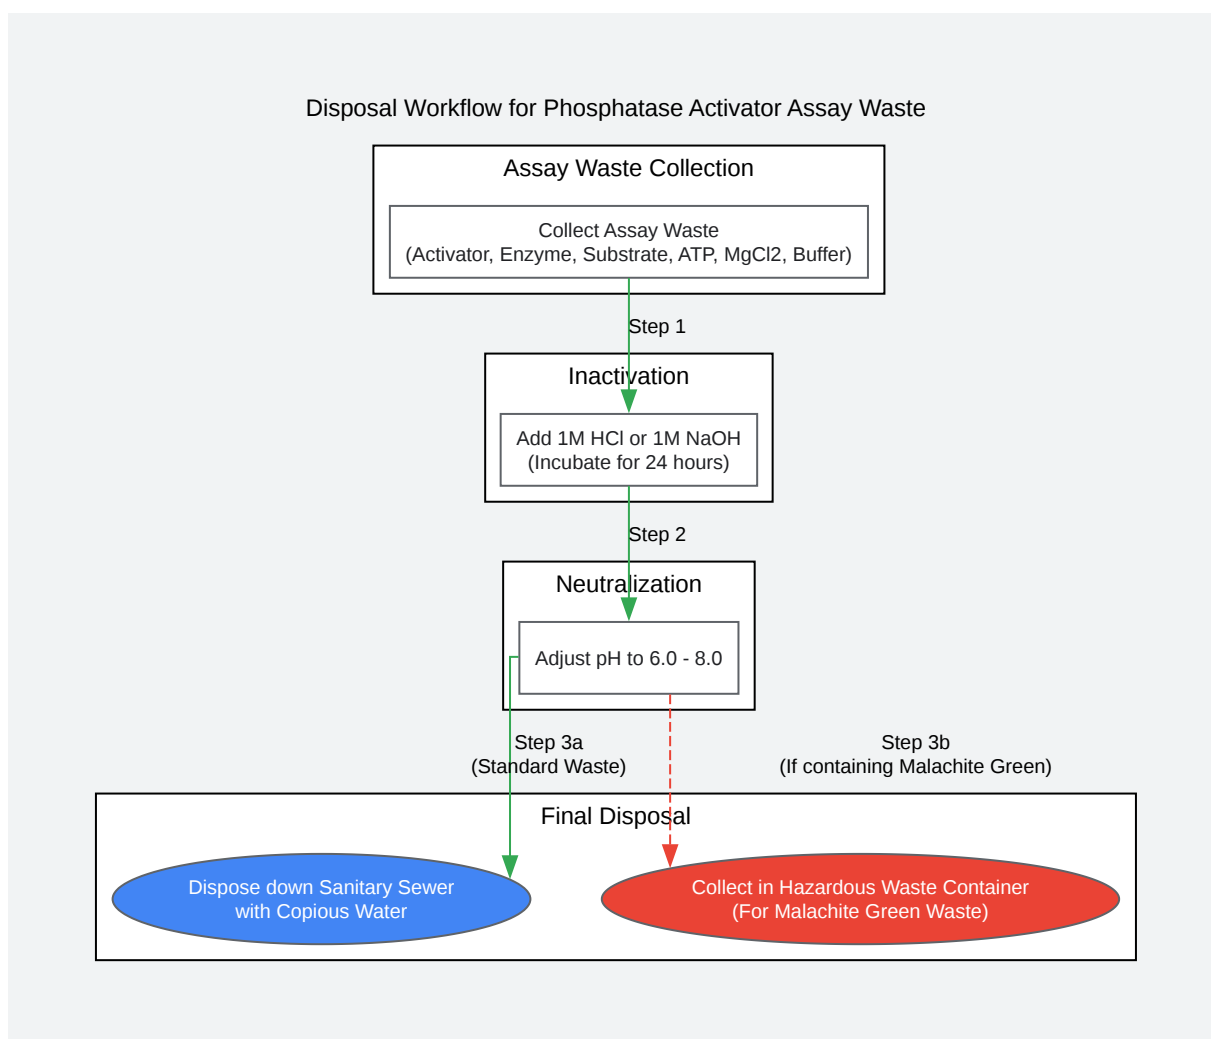 Disposal Workflow for Phosphatase Activator Assay Waste
Assay Waste Collection
Collect Assay Waste
(Activator, Enzyme, Substrate, ATP, MgCl2, Buffer)
Step 1
Inactivation
Add 1M HCl or 1M NaOH
(Incubate for 24 hours)
Step 2
Neutralization
Adjust pH to 6.0 - 8.0
Step 3a
(Standard Waste)
Step 3b
(If containing Malachite Green)
Final Disposal
Dispose down Sanitary Sewer
with Copious Water
Collect in Hazardous Waste Container
(For Malachite Green Waste)